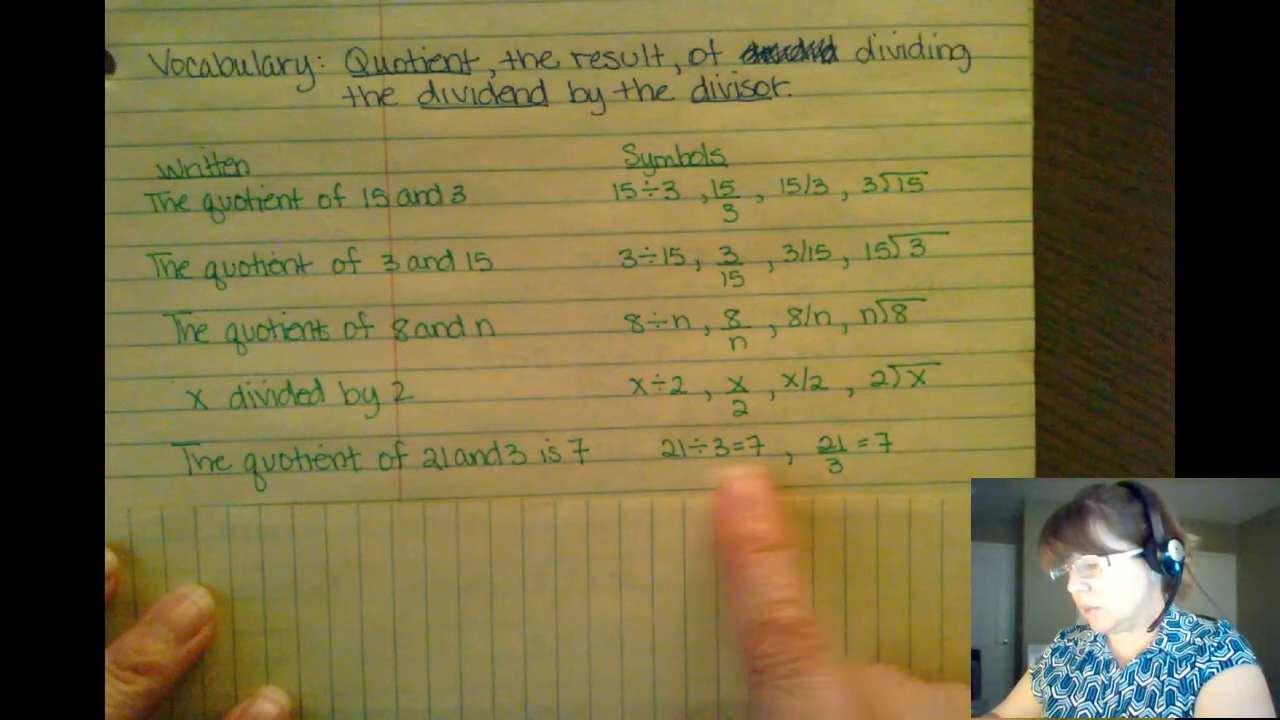 Vocabulary: Quotient, the result, of dividing
the dividend by the divisor.
Written Symbols
The quotient of 15 and 3 15÷3, 15/3, 15/3, 3⟌15
The quotient of 3 and 15 3÷15, 3/15, 3/15, 15⟌3
The quotient of 8 and n 8÷n, 8/n, 8/n, n⟌8
x divided by 2 x÷2, x/2, x/2, 2⟌x
The quotient of 21 and 3 is 7 21÷3=7, 21/3=7